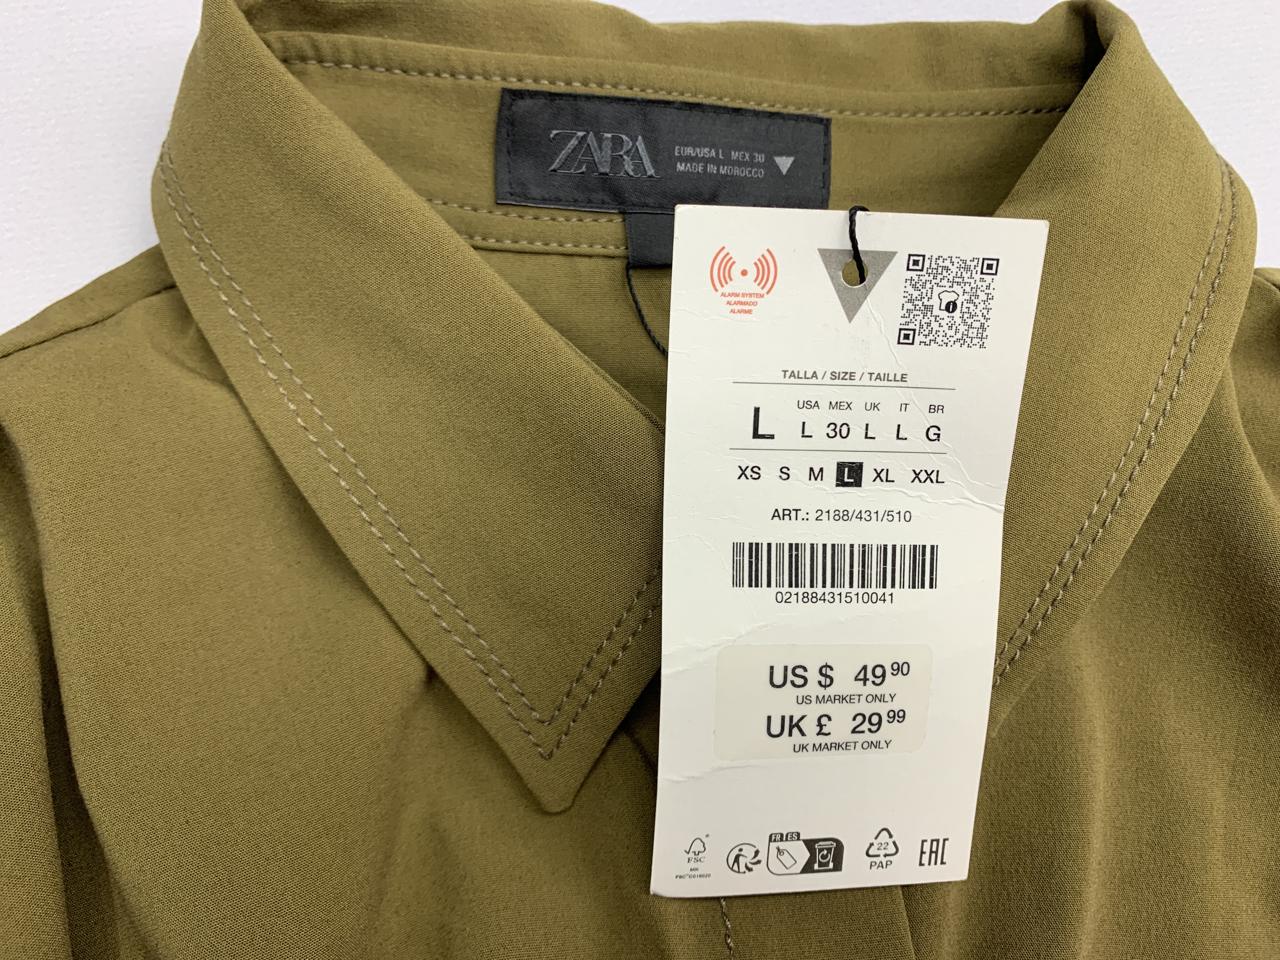 ZARA
EUR/USA L MEX 30
MADE IN MOROCCO
ALARM SYSTEM
ALARMADO
ALARME
TALLA / SIZE / TAILLE
USA MEX UK IT BR
L L 30 L L G
XS S M L XL XXL
ART.: 2188/431/510
02188431510041
US $ 49 90
US MARKET ONLY
UK £ 29 99
UK MARKET ONLY
FR ES
FSC
MIX
22
PAP
EAC